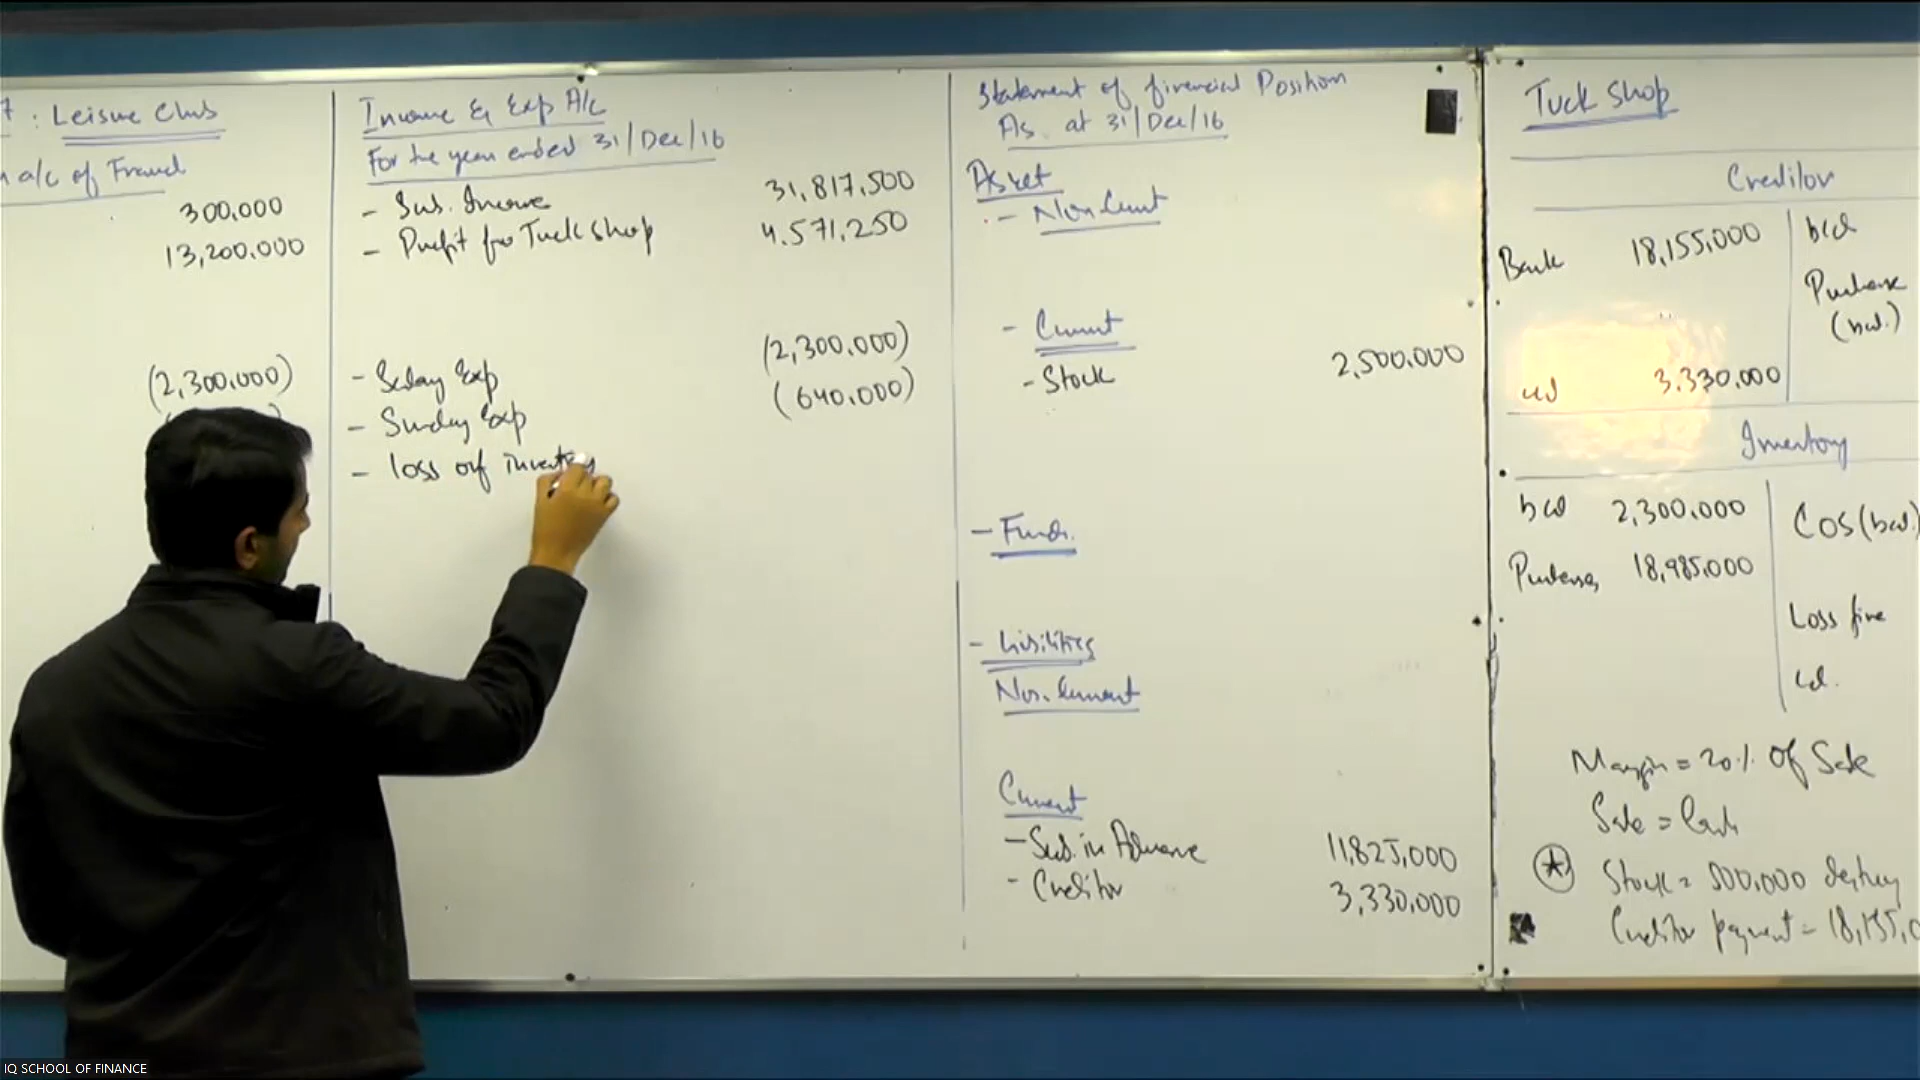 7 : Leisure Club
n a/c of Fraud
300,000
13,200,000
(2,300,000)
Income & Exp A/c
For the year ended 31/Dec/16
- Sub. Income 31,817,500
- Profit fro Tuck shop 4,571,250
- Salary Exp (2,300,000)
- Sunday Exp (640,000)
- loss of inventory
Statement of financial Position
As at 31/Dec/16
Asset
- Non Current
- Current
- Stock 2,500,000
- Funds.
- Liabilities
Non. Current
Current
- Sub. in Advance 11,825,000
- Creditor 3,330,000
Tuck Shop
Creditor
Bank 18,155,000
b/d
Purchase
(bal.)
c/d 3,330,000
Inventory
b/d 2,300,000
COS (bal.)
Purchases 18,985,000
Loss fire
c/d.
Margin = 20% of Sale
Sale = Cash
Stock = 500,000 destroy
Creditor payment = 18,155,0
IQ SCHOOL OF FINANCE